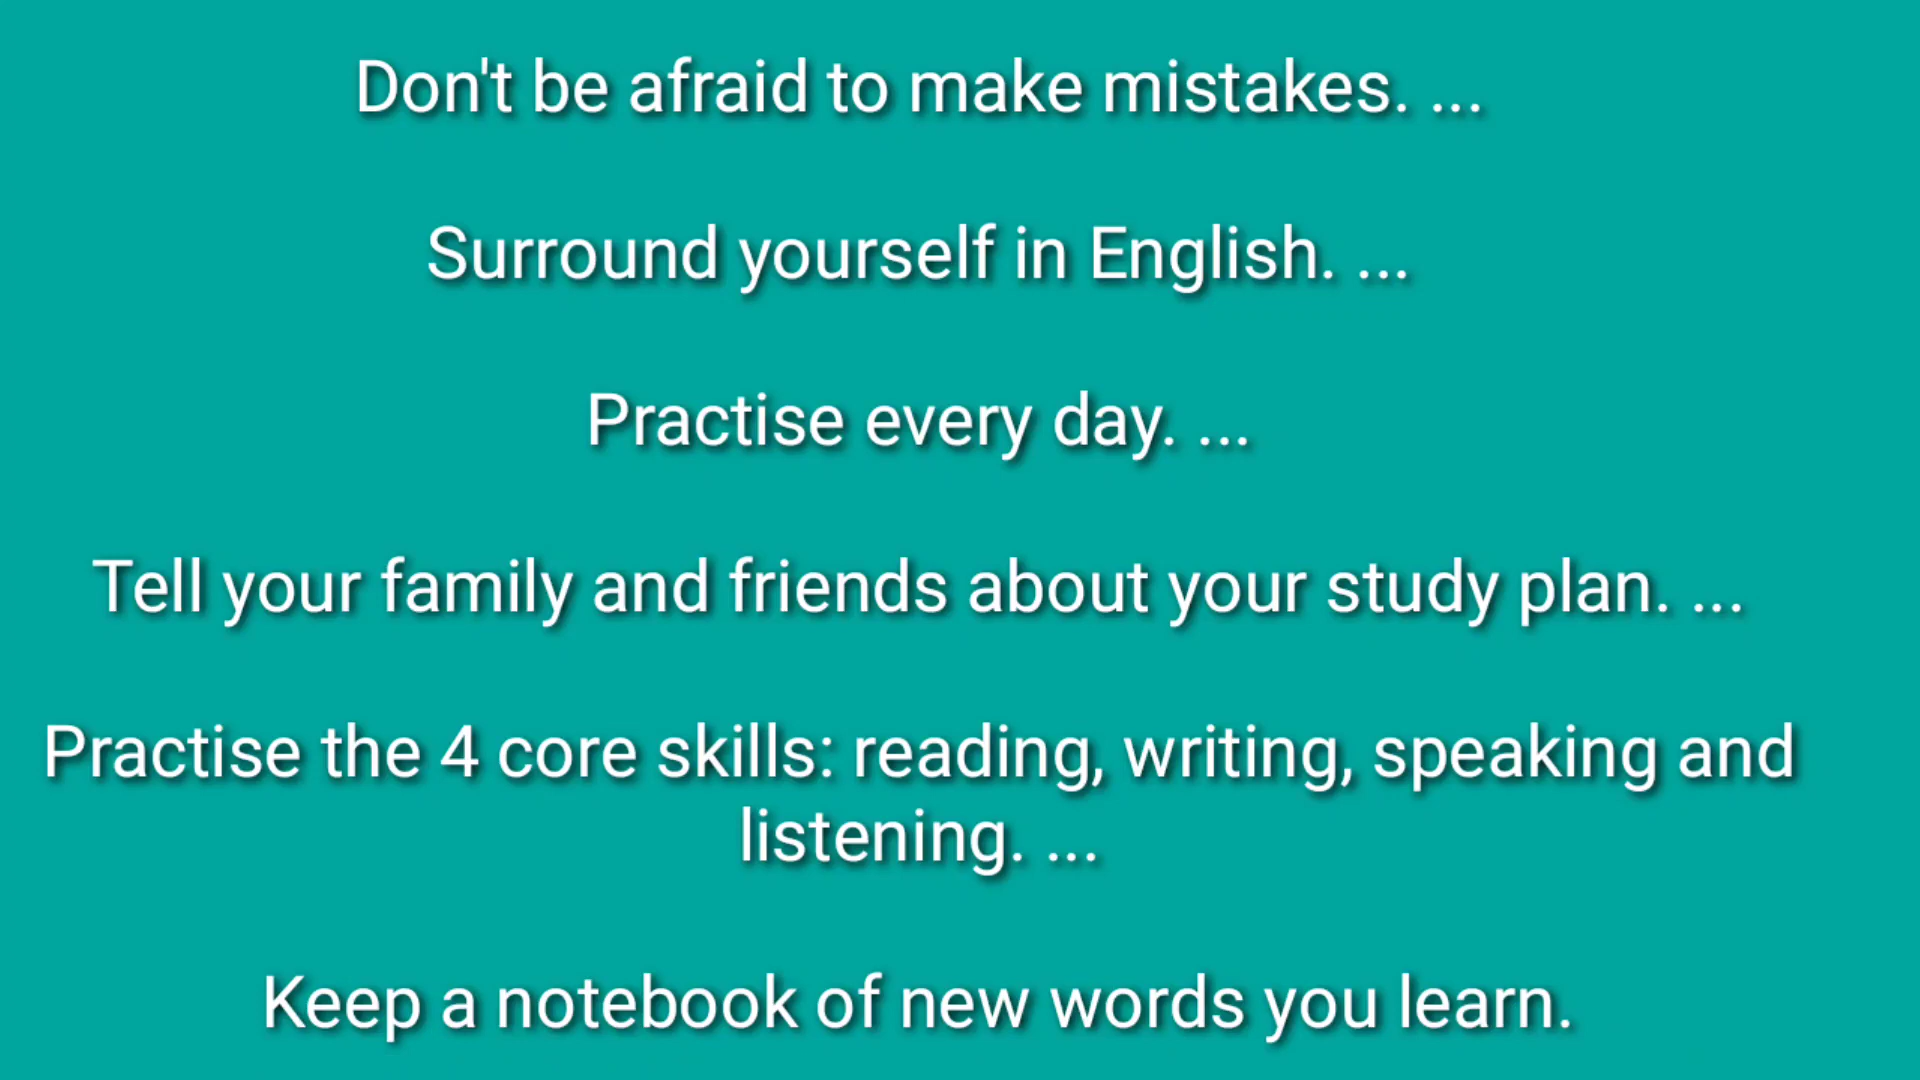 Don't be afraid to make mistakes. ...
Surround yourself in English. ...
Practise every day. ...
Tell your family and friends about your study plan. ...
Practise the 4 core skills: reading, writing, speaking and
listening. ...
Keep a notebook of new words you learn.